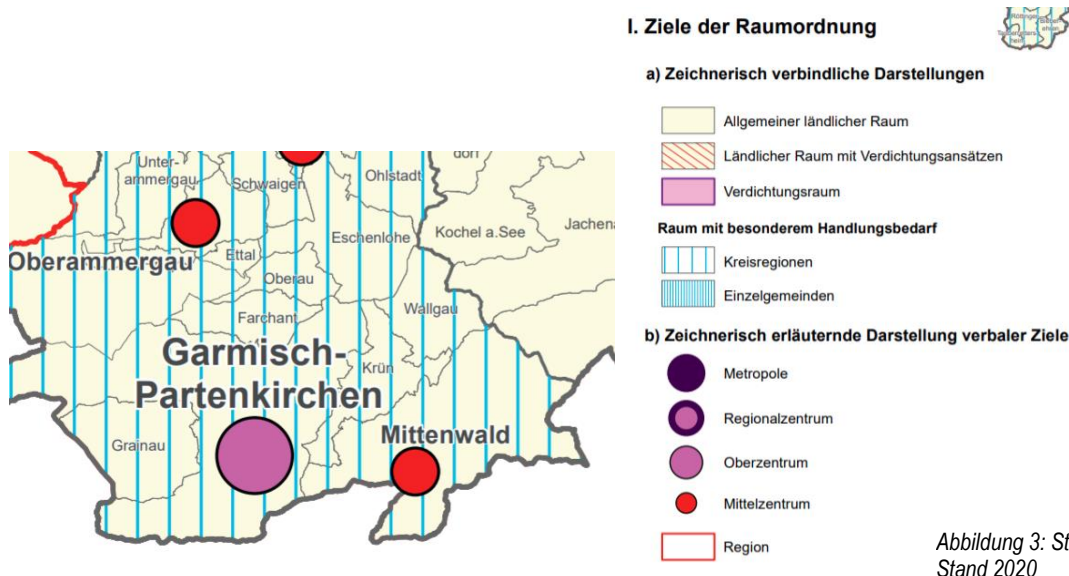 Unter-
ammergau
Schwaigen
Ohlstadt
dorf
Eschenlohe
Kochel a.See
Jachena
Oberammergau
Ettal
Oberau
Farchant
Wallgau
Garmisch-
Partenkirchen
Krün
Grainau
Mittenwald
I. Ziele der Raumordnung
a) Zeichnerisch verbindliche Darstellungen
Allgemeiner ländlicher Raum
Ländlicher Raum mit Verdichtungsansätzen
Verdichtungsraum
Raum mit besonderem Handlungsbedarf
Kreisregionen
Einzelgemeinden
b) Zeichnerisch erläuternde Darstellung verbaler Ziele
Metropole
Regionalzentrum
Oberzentrum
Mittelzentrum
Region
Abbildung 3: St
Stand 2020